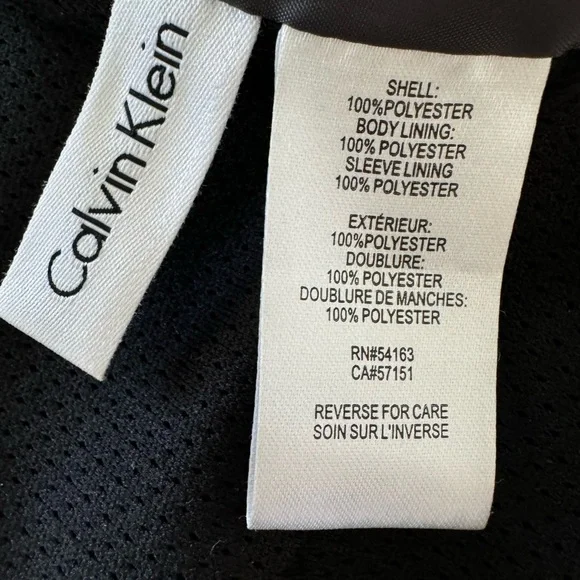 Calvin Klein
SHELL:
100%POLYESTER
BODY LINING:
100% POLYESTER
SLEEVE LINING
100% POLYESTER
EXTÉRIEUR:
100%POLYESTER
DOUBLURE:
100% POLYESTER
DOUBLURE DE MANCHES:
100% POLYESTER
RN#54163
CA#57151
REVERSE FOR CARE
SOIN SUR L'INVERSE